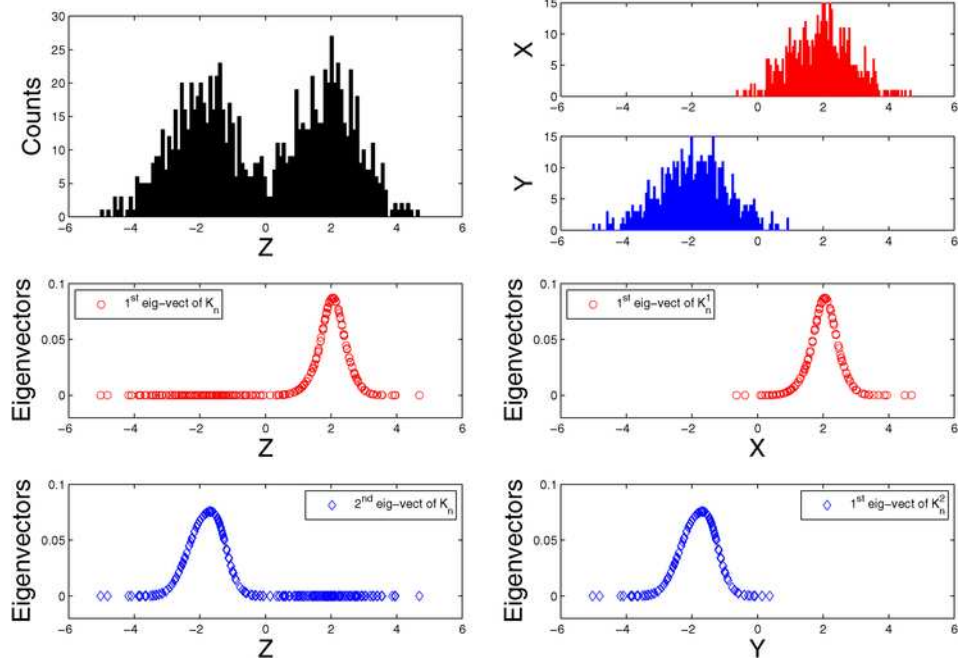 30
25
20
15
10
5
0
Counts
−6 −4 −2 0 2 4 6
Z
15
10
5
0
X
−6 −4 −2 0 2 4 6
15
10
5
0
Y
−6 −4 −2 0 2 4 6
0.1
0.05
0
Eigenvectors
1st eig−vect of Kn
−6 −4 −2 0 2 4 6
Z
0.1
0.05
0
Eigenvectors
1st eig−vect of K1n
−6 −4 −2 0 2 4 6
X
0.1
0.05
0
Eigenvectors
2nd eig−vect of Kn
−6 −4 −2 0 2 4 6
Z
0.1
0.05
0
Eigenvectors
1st eig−vect of K2n
−6 −4 −2 0 2 4 6
Y